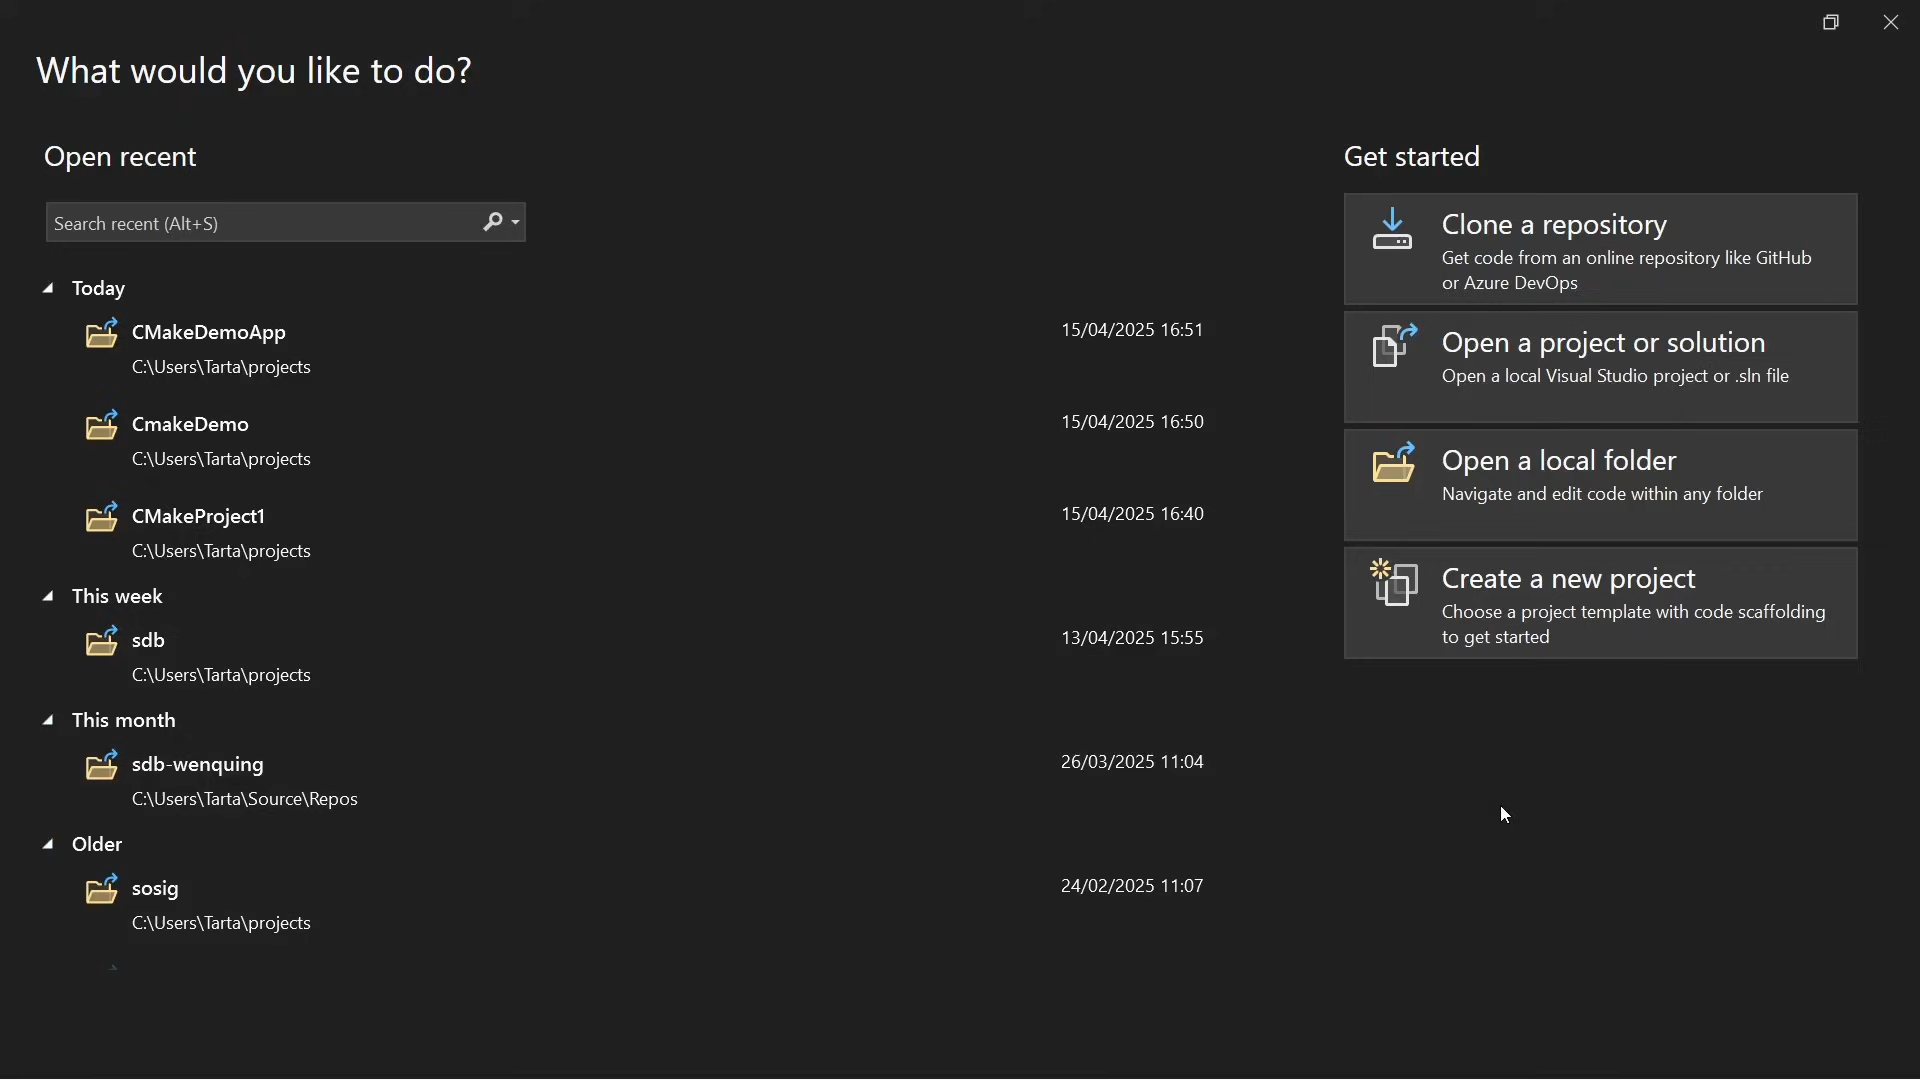 What would you like to do?
Open recent
Search recent (Alt+S)
Today
CMakeDemoApp 15/04/2025 16:51
C:\Users\Tarta\projects
CmakeDemo 15/04/2025 16:50
C:\Users\Tarta\projects
CMakeProject1 15/04/2025 16:40
C:\Users\Tarta\projects
This week
sdb 13/04/2025 15:55
C:\Users\Tarta\projects
This month
sdb-wenquing 26/03/2025 11:04
C:\Users\Tarta\Source\Repos
Older
sosig 24/02/2025 11:07
C:\Users\Tarta\projects
Get started
Clone a repository
Get code from an online repository like GitHub
or Azure DevOps
Open a project or solution
Open a local Visual Studio project or .sln file
Open a local folder
Navigate and edit code within any folder
Create a new project
Choose a project template with code scaffolding
to get started